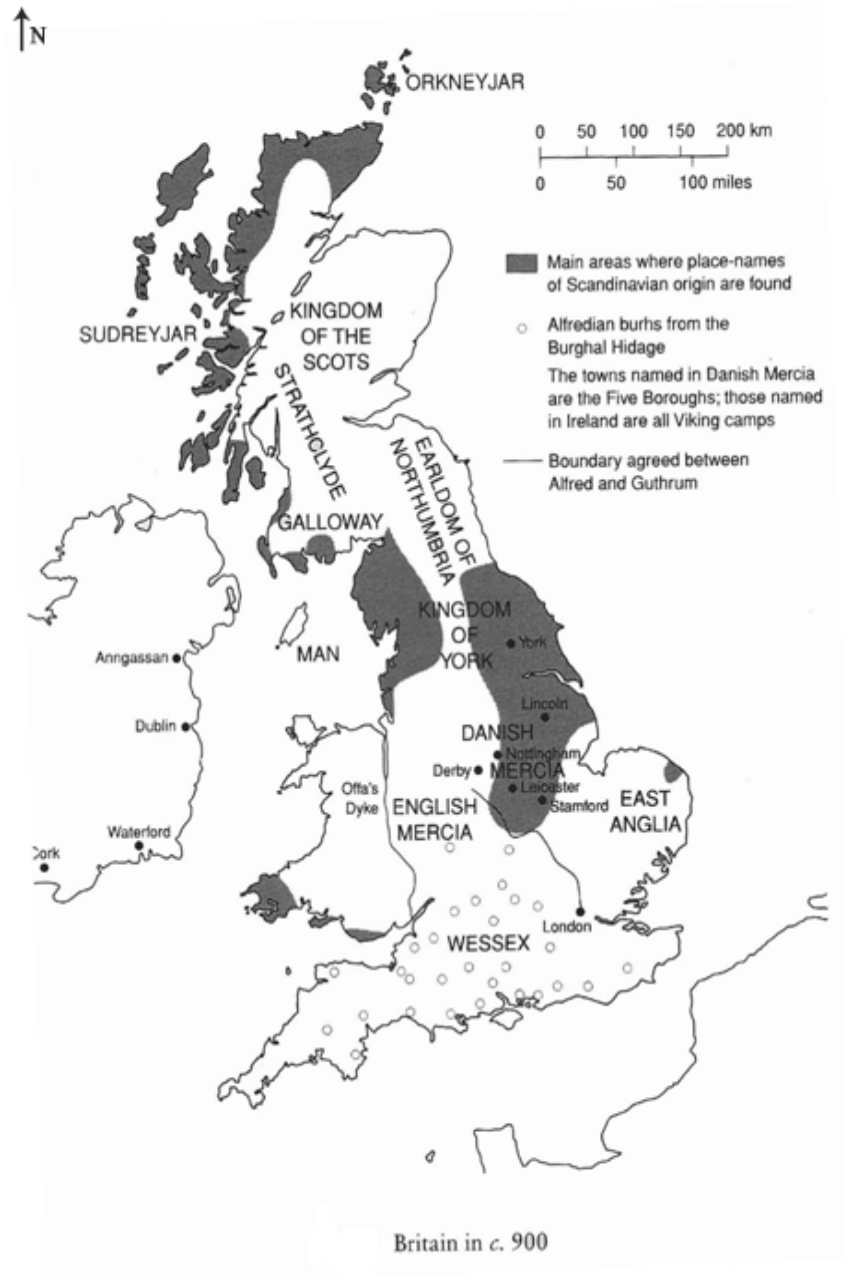 N
ORKNEYJAR
0 50 100 150 200 km
0 50 100 miles
Main areas where place-names
of Scandinavian origin are found
Alfredian burhs from the
Burghal Hidage
The towns named in Danish Mercia
are the Five Boroughs; those named
in Ireland are all Viking camps
Boundary agreed between
Alfred and Guthrum
SUDREYJAR
KINGDOM
OF THE
SCOTS
STRATHCLYDE
EARLDOM OF
NORTHUMBRIA
GALLOWAY
KINGDOM
OF
YORK
York
MAN
Anngassan
Dublin
Waterford
Cork
Lincoln
DANISH
MERCIA
Nottingham
Derby
Leicester
Stamford
Offa's
Dyke
ENGLISH
MERCIA
EAST
ANGLIA
London
WESSEX
Britain in c. 900